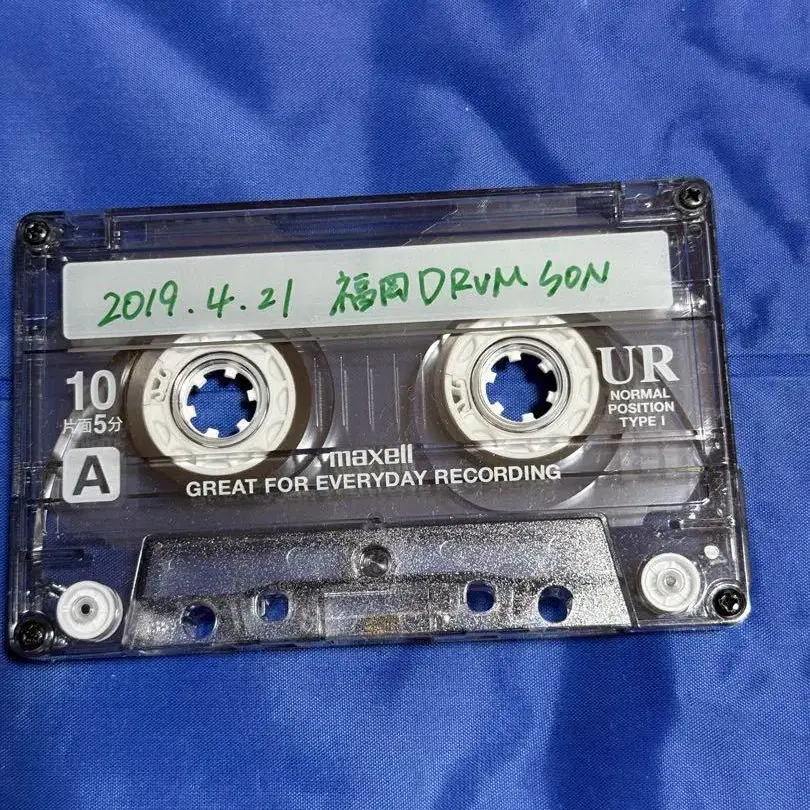 2019.4.21 福岡DRUM SON
10
片面5分
A
UR
NORMAL
POSITION
TYPE I
maxell
GREAT FOR EVERYDAY RECORDING